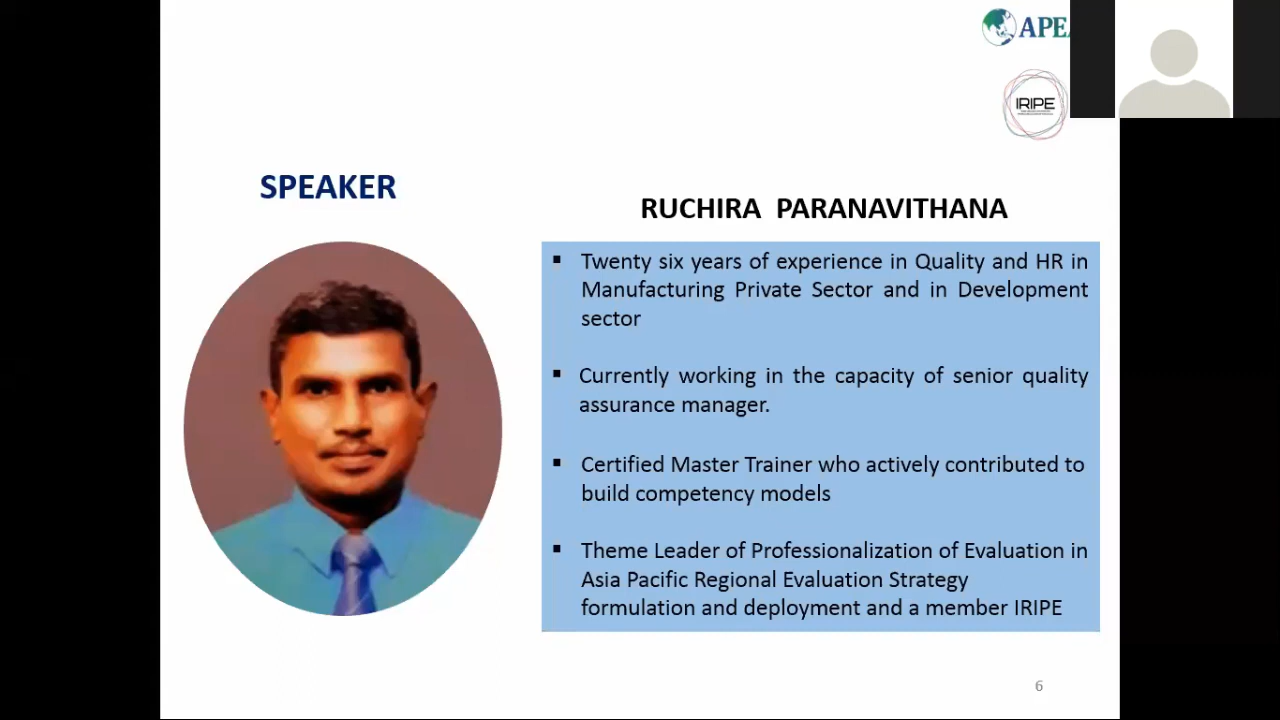 APEA
IRIPE
SPEAKER
RUCHIRA PARANAVITHANA
▪ Twenty six years of experience in Quality and HR in
Manufacturing Private Sector and in Development
sector
▪ Currently working in the capacity of senior quality
assurance manager.
▪ Certified Master Trainer who actively contributed to
build competency models
▪ Theme Leader of Professionalization of Evaluation in
Asia Pacific Regional Evaluation Strategy
formulation and deployment and a member IRIPE
6